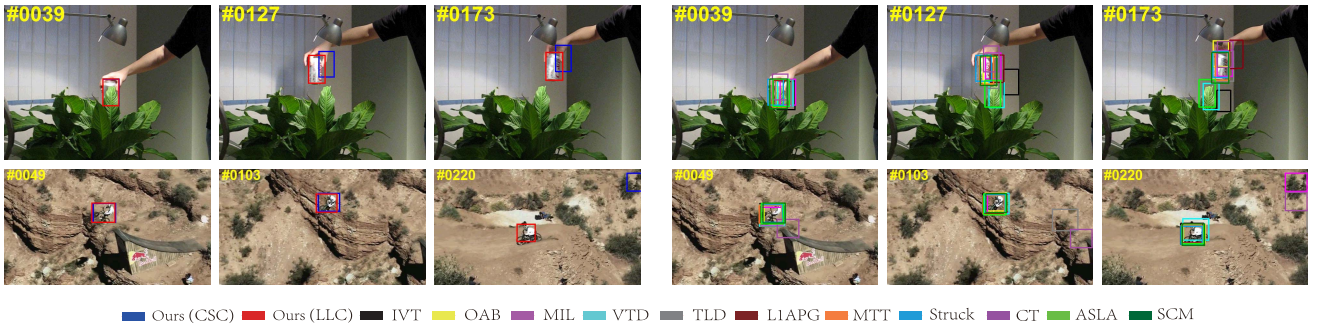 #0039 #0127 #0173 #0039 #0127 #0173
#0049 #0103 #0220 #0049 #0103 #0220
Ours (CSC) Ours (LLC) IVT OAB MIL VTD TLD L1APG MTT Struck CT ASLA SCM